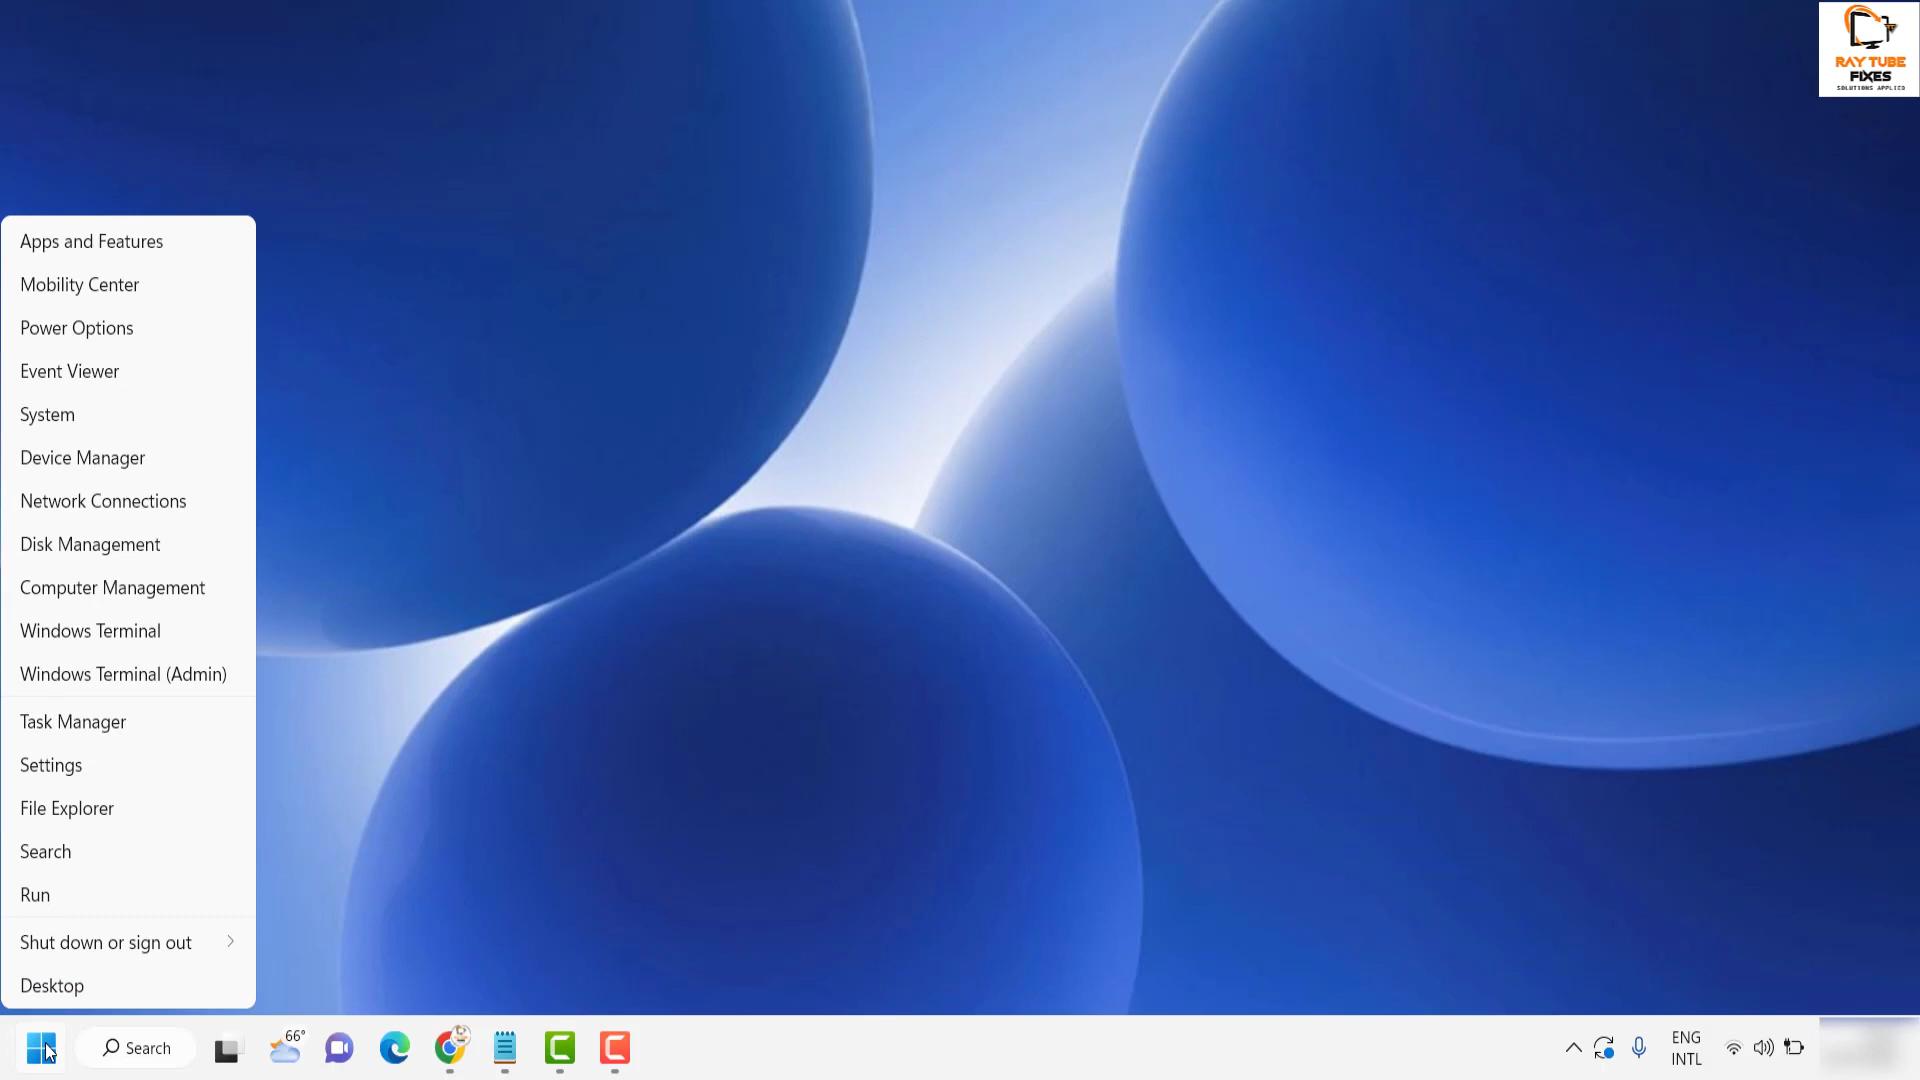 RAY TUBE
FIXES
SOLUTIONS APPLIED
Apps and Features
Mobility Center
Power Options
Event Viewer
System
Device Manager
Network Connections
Disk Management
Computer Management
Windows Terminal
Windows Terminal (Admin)
Task Manager
Settings
File Explorer
Search
Run
Shut down or sign out
Desktop
Search
66°
ENG
INTL